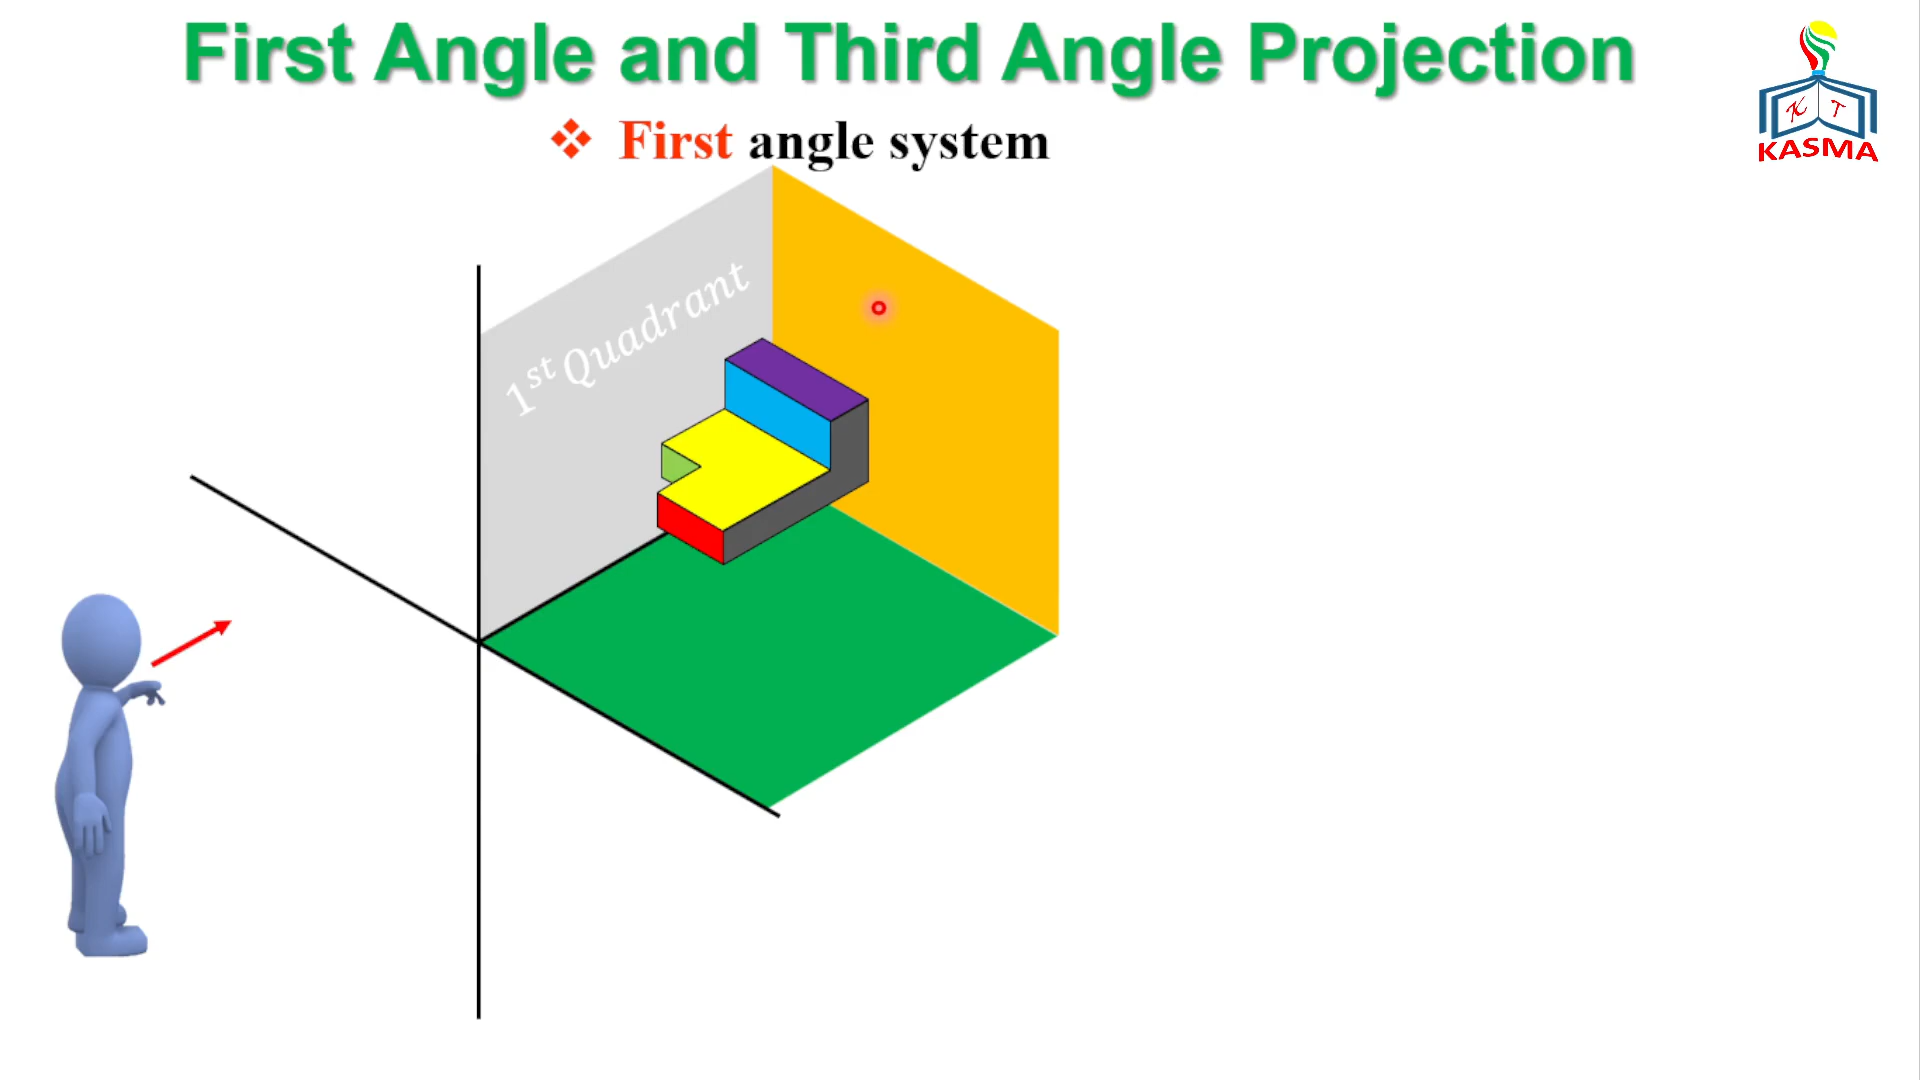 First Angle and Third Angle Projection
❖ First angle system
1ˢᵗ Quadrant
K T
KASMA